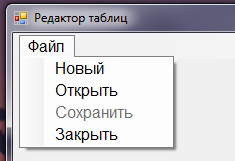 Редактор таблиц
Файл
Новый
Открыть
Сохранить
Закрыть